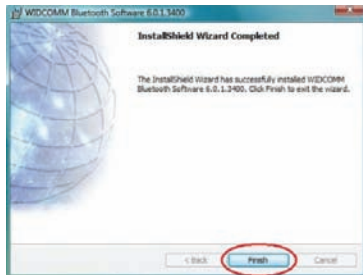 WIDCOMM Bluetooth Software 6.0.1.3400
InstallShield Wizard Completed
The InstallShield Wizard has successfully installed WIDCOMM
Bluetooth Software 6.0.1.3400. Click Finish to exit the wizard.
< Back
Finish
Cancel